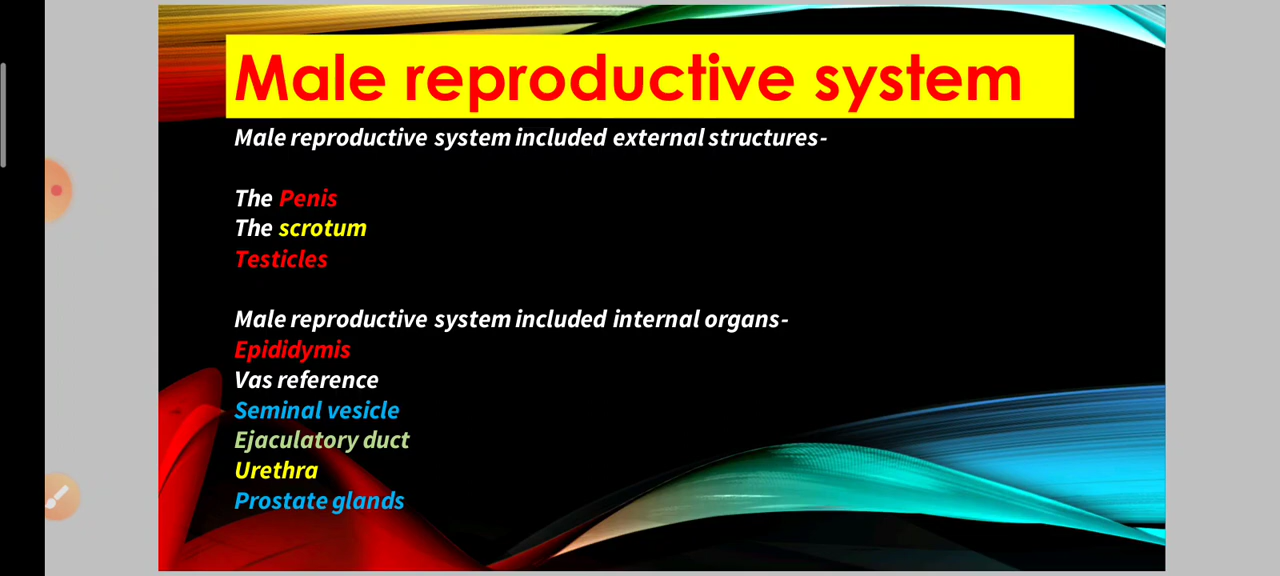 Male reproductive system
Male reproductive system included external structures-
The Penis
The scrotum
Testicles
Male reproductive system included internal organs-
Epididymis
Vas reference
Seminal vesicle
Ejaculatory duct
Urethra
Prostate glands